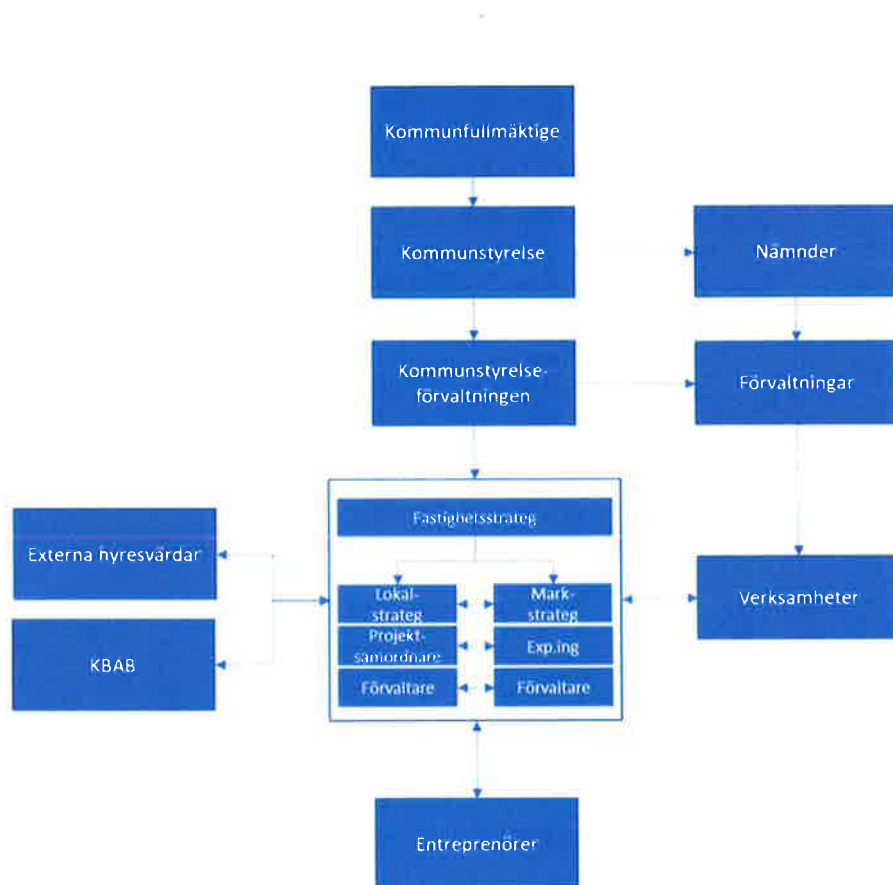 Kommunfullmäktige
Kommunstyrelse
Nämnder
Kommunstyrelse-
förvaltningen
Förvaltningar
Fastighetsstrateg
Externa hyresvärdar
Lokal-
strateg
Mark-
strateg
Verksamheter
Projekt-
samordnare
Exp.ing
KBAB
Förvaltare
Förvaltare
Entreprenörer